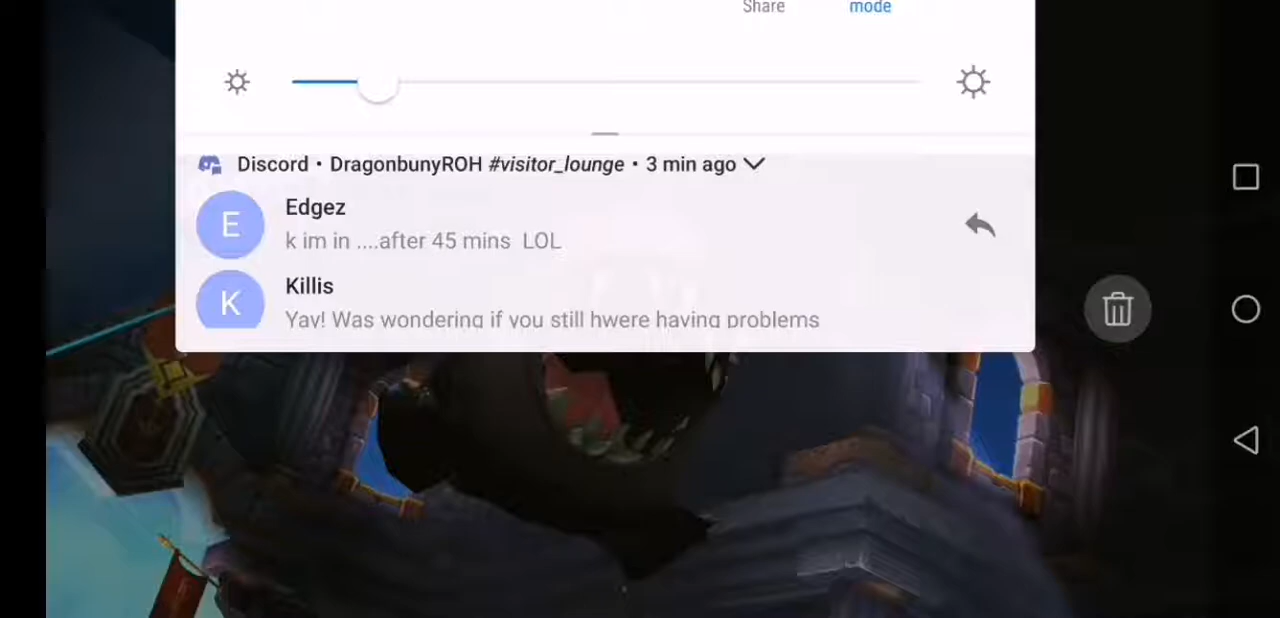 Share mode
Discord • DragonbunyROH #visitor_lounge • 3 min ago
E Edgez
k im in ....after 45 mins LOL
K Killis
Yay! Was wondering if you still hwere having problems